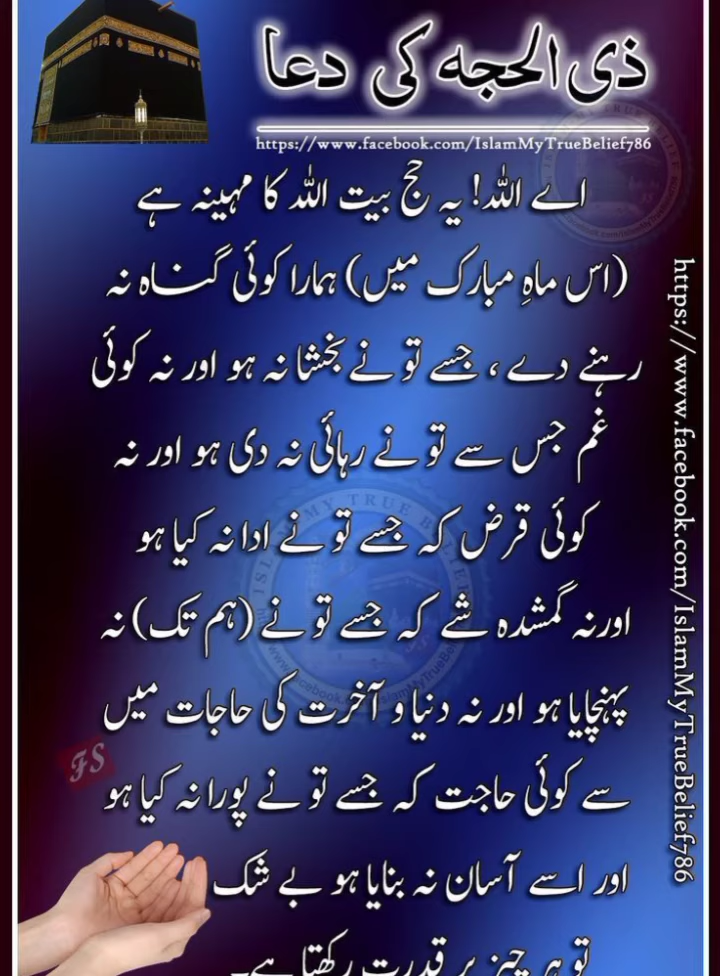 ذی الحجہ کی دعا
https://www.facebook.com/IslamMyTrueBelief786
اے اللہ! یہ حج بیت اللہ کا مہینہ ہے
(اس ماہِ مبارک میں) ہمارا کوئی گناہ نہ
رہنے دے، جسے تو نے بخشا نہ ہو اور نہ کوئی
غم جس سے تو نے رہائی نہ دی ہو اور نہ
کوئی قرض کہ جسے تو نے ادا نہ کیا ہو
اورنہ گمشدہ شے کہ جسے تو نے (ہم تک) نہ
پہنچایا ہو اور نہ دنیا و آخرت کی حاجات میں
سے کوئی حاجت کہ جسے تو نے پورا نہ کیا ہو
اور اسے آسان نہ بنایا ہو بے شک
تو ہر چیز پر قدرت رکھتا ہے۔
https://www.facebook.com/IslamMyTrueBelief786
FS